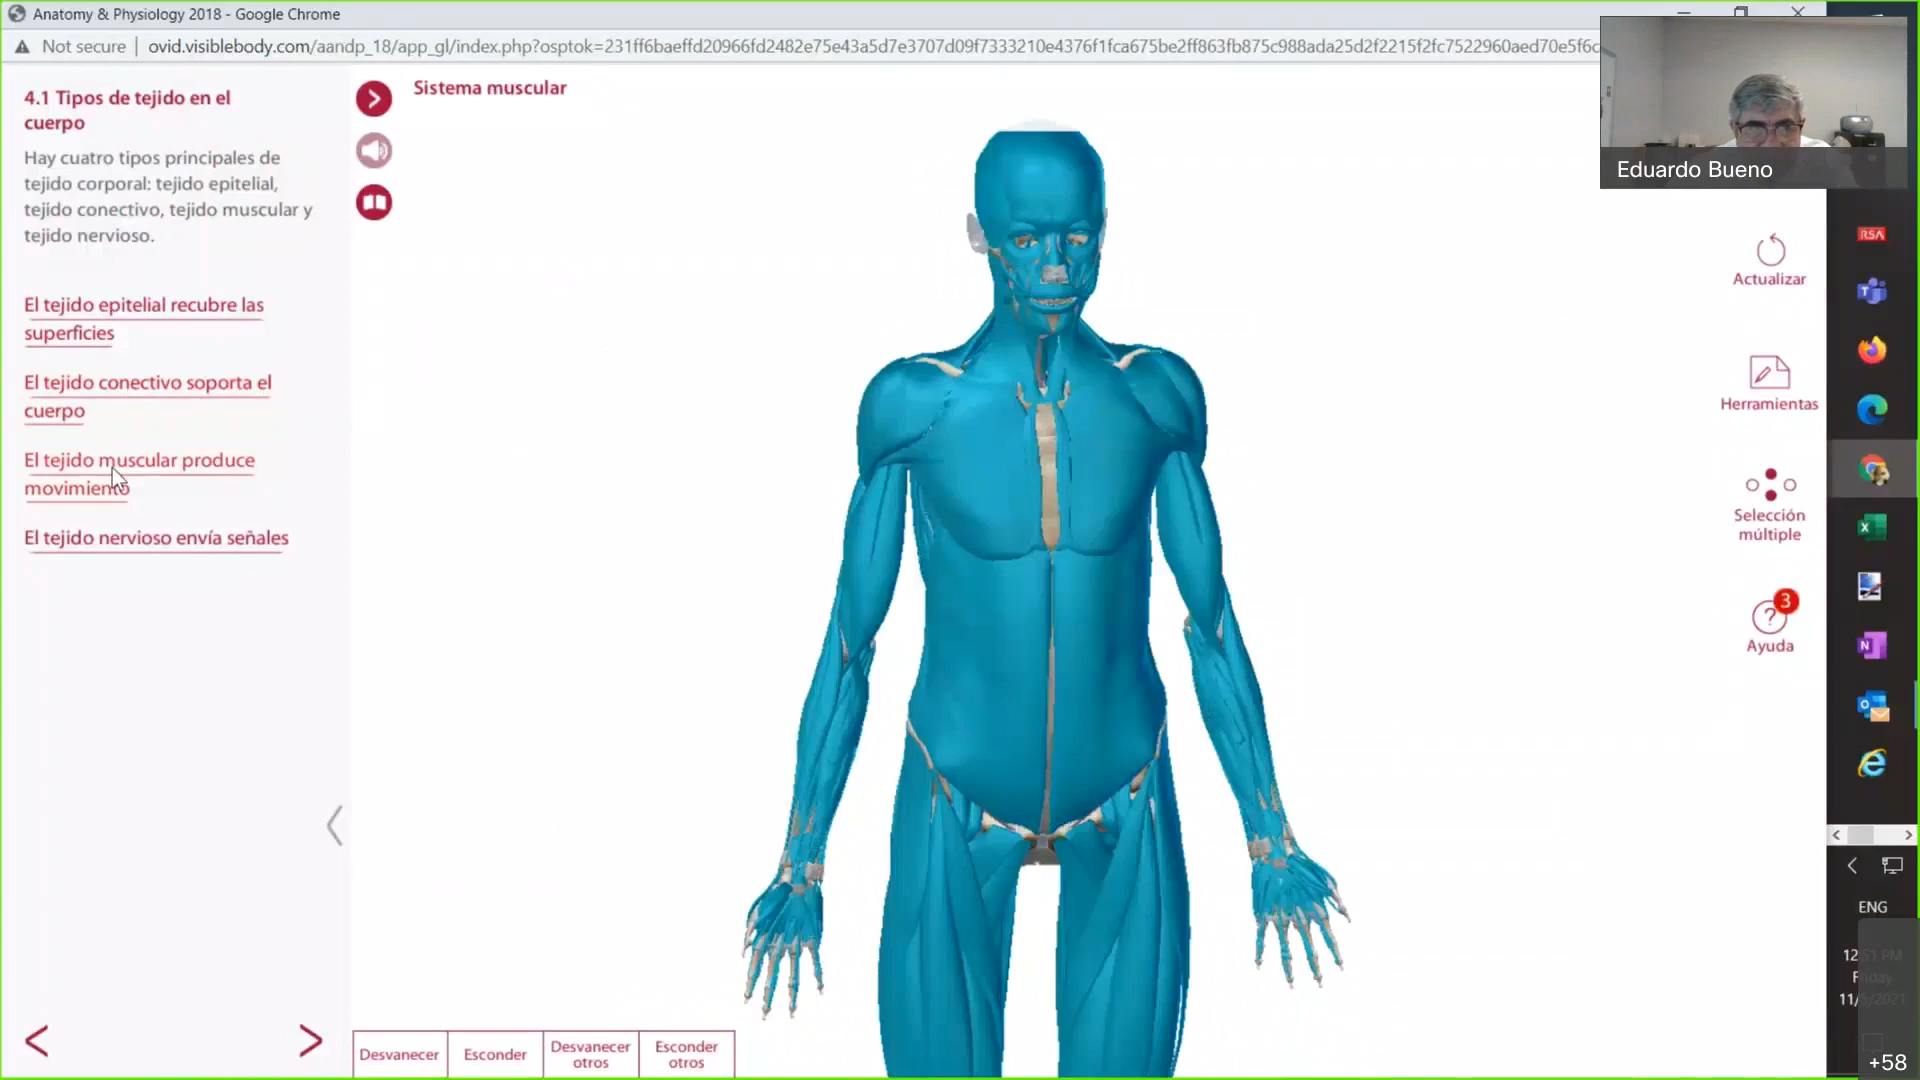 Anatomy & Physiology 2018 - Google Chrome
Not secure | ovid.visiblebody.com/aandp_18/app_gl/index.php?osptok=231ff6baeffd20966fd2482e75e43a5d7e3707d09f7333210e4376f1fca675be2ff863fb875c988ada25d2f2215f2fc7522960aed70e5f6c
Eduardo Bueno
4.1 Tipos de tejido en el
cuerpo
Hay cuatro tipos principales de
tejido corporal: tejido epitelial,
tejido conectivo, tejido muscular y
tejido nervioso.
El tejido epitelial recubre las
superficies
El tejido conectivo soporta el
cuerpo
El tejido muscular produce
movimiento
El tejido nervioso envía señales
Sistema muscular
Actualizar
Herramientas
Selección
múltiple
3
?
Ayuda
Desvanecer
Esconder
Desvanecer
otros
Esconder
otros
RSA
T
X
N
O
ENG
12:51 PM
Friday
+58